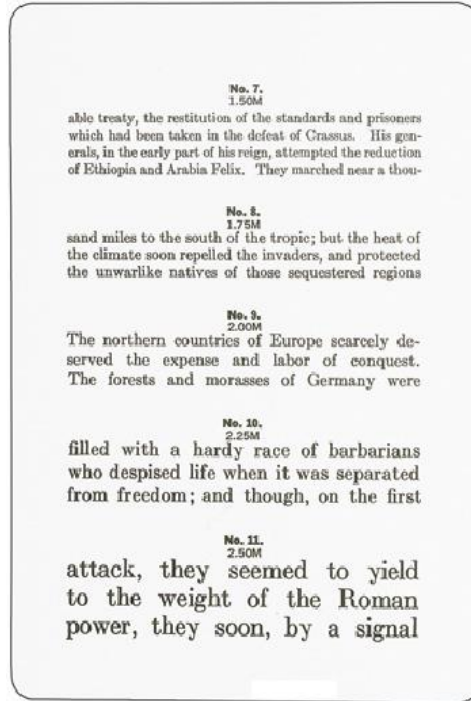 No. 7.
1.50M
able treaty, the restitution of the standards and prisoners
which had been taken in the defeat of Crassus. His gen-
erals, in the early part of his reign, attempted the reduction
of Ethiopia and Arabia Felix. They marched near a thou-
No. 8.
1.75M
sand miles to the south of the tropic; but the heat of
the climate soon repelled the invaders, and protected
the unwarlike natives of those sequestered regions
No. 9.
2.00M
The northern countries of Europe scarcely de-
served the expense and labor of conquest.
The forests and morasses of Germany were
No. 10.
2.25M
filled with a hardy race of barbarians
who despised life when it was separated
from freedom; and though, on the first
No. 11.
2.50M
attack, they seemed to yield
to the weight of the Roman
power, they soon, by a signal